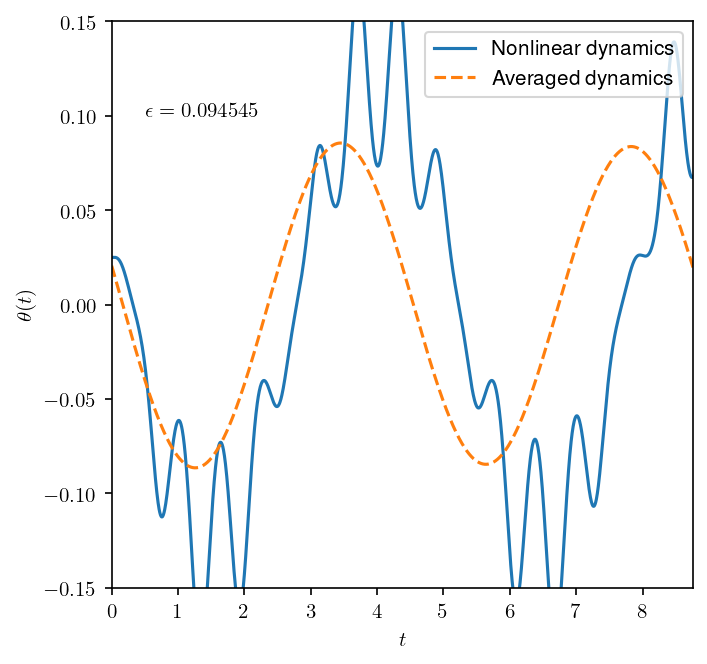 0.15
0.10
0.05
0.00
−0.05
−0.10
−0.15
θ(t)
ϵ = 0.094545
Nonlinear dynamics
Averaged dynamics
0 1 2 3 4 5 6 7 8
t